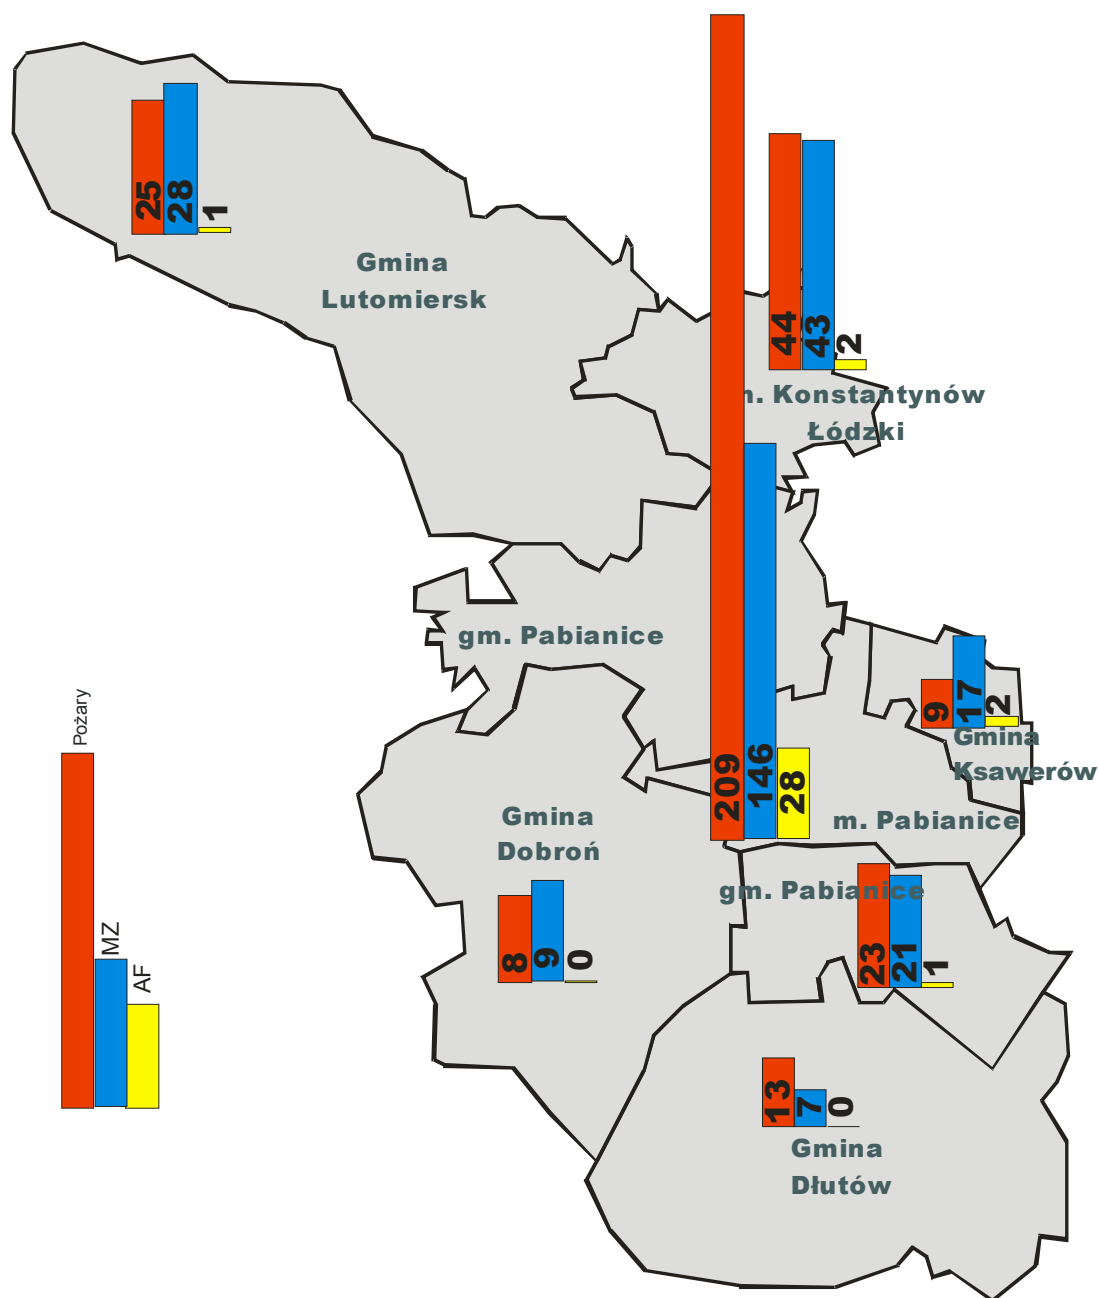 25
28
1
Gmina
Lutomiersk
44
43
2
m. Konstantynów
Łódzki
gm. Pabianice
9
17
2
Gmina
Ksawerów
209
146
28
m. Pabianice
Pożary
MZ
AF
Gmina
Dobroń
8
9
0
gm. Pabianice
23
21
1
13
7
0
Gmina
Dłutów